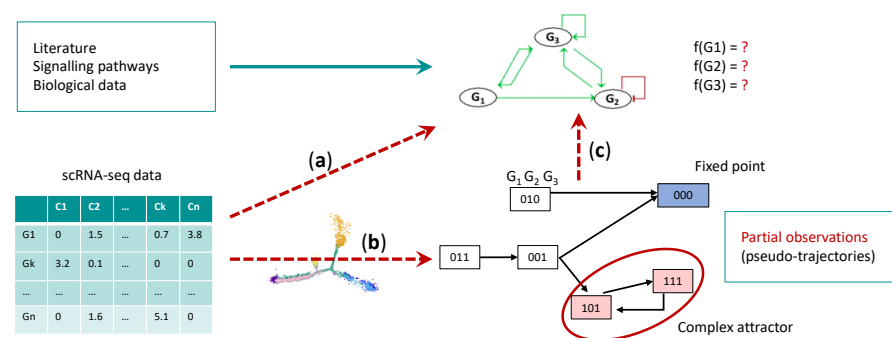 Literature
Signalling pathways
Biological data
G3
G1
G2
f(G1) = ?
f(G2) = ?
f(G3) = ?
(a)
(c)
scRNA-seq data
C1 C2 ... Ck Cn
G1 0 1.5 ... 0.7 3.8
Gk 3.2 0.1 ... 0 0
... ... ... ... ...
Gn 0 1.6 ... 5.1 0
(b)
G1 G2 G3
010
Fixed point
000
011
001
101
111
Complex attractor
Partial observations
(pseudo-trajectories)